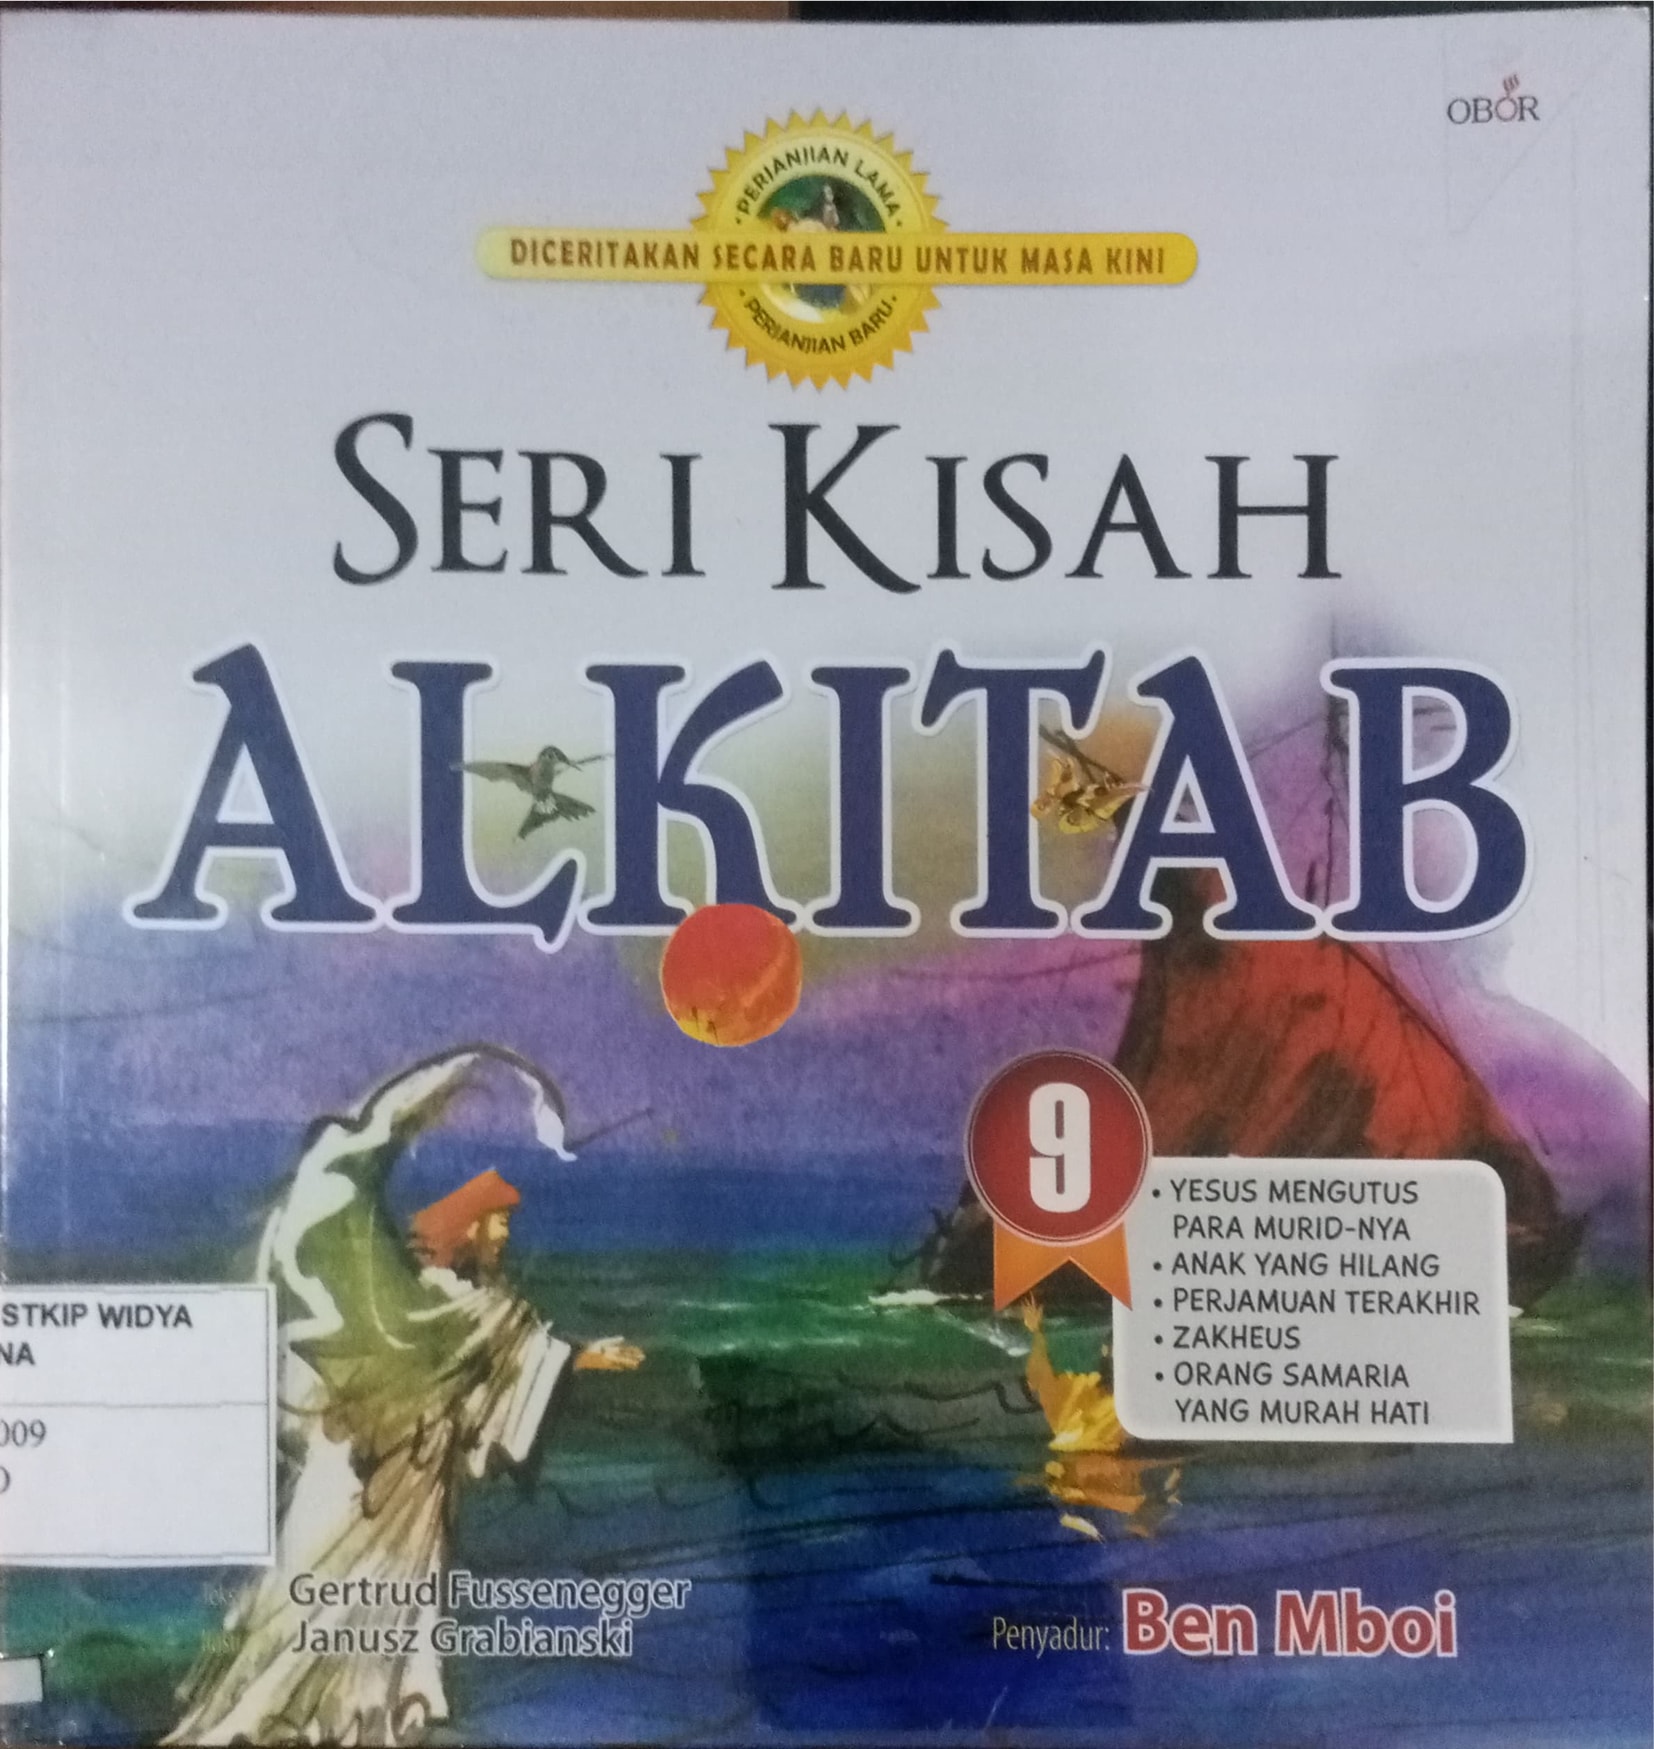 OBOR
PERJANJIAN LAMA
DICERITAKAN SECARA BARU UNTUK MASA KINI
PERJANJIAN BARU
SERI KISAH
ALKITAB
9
• YESUS MENGUTUS
PARA MURID-NYA
• ANAK YANG HILANG
• PERJAMUAN TERAKHIR
• ZAKHEUS
• ORANG SAMARIA
YANG MURAH HATI
STKIP WIDYA
NA
009
Teks
Gertrud Fussenegger
Janusz Grabianski
Penyadur: Ben Mboi